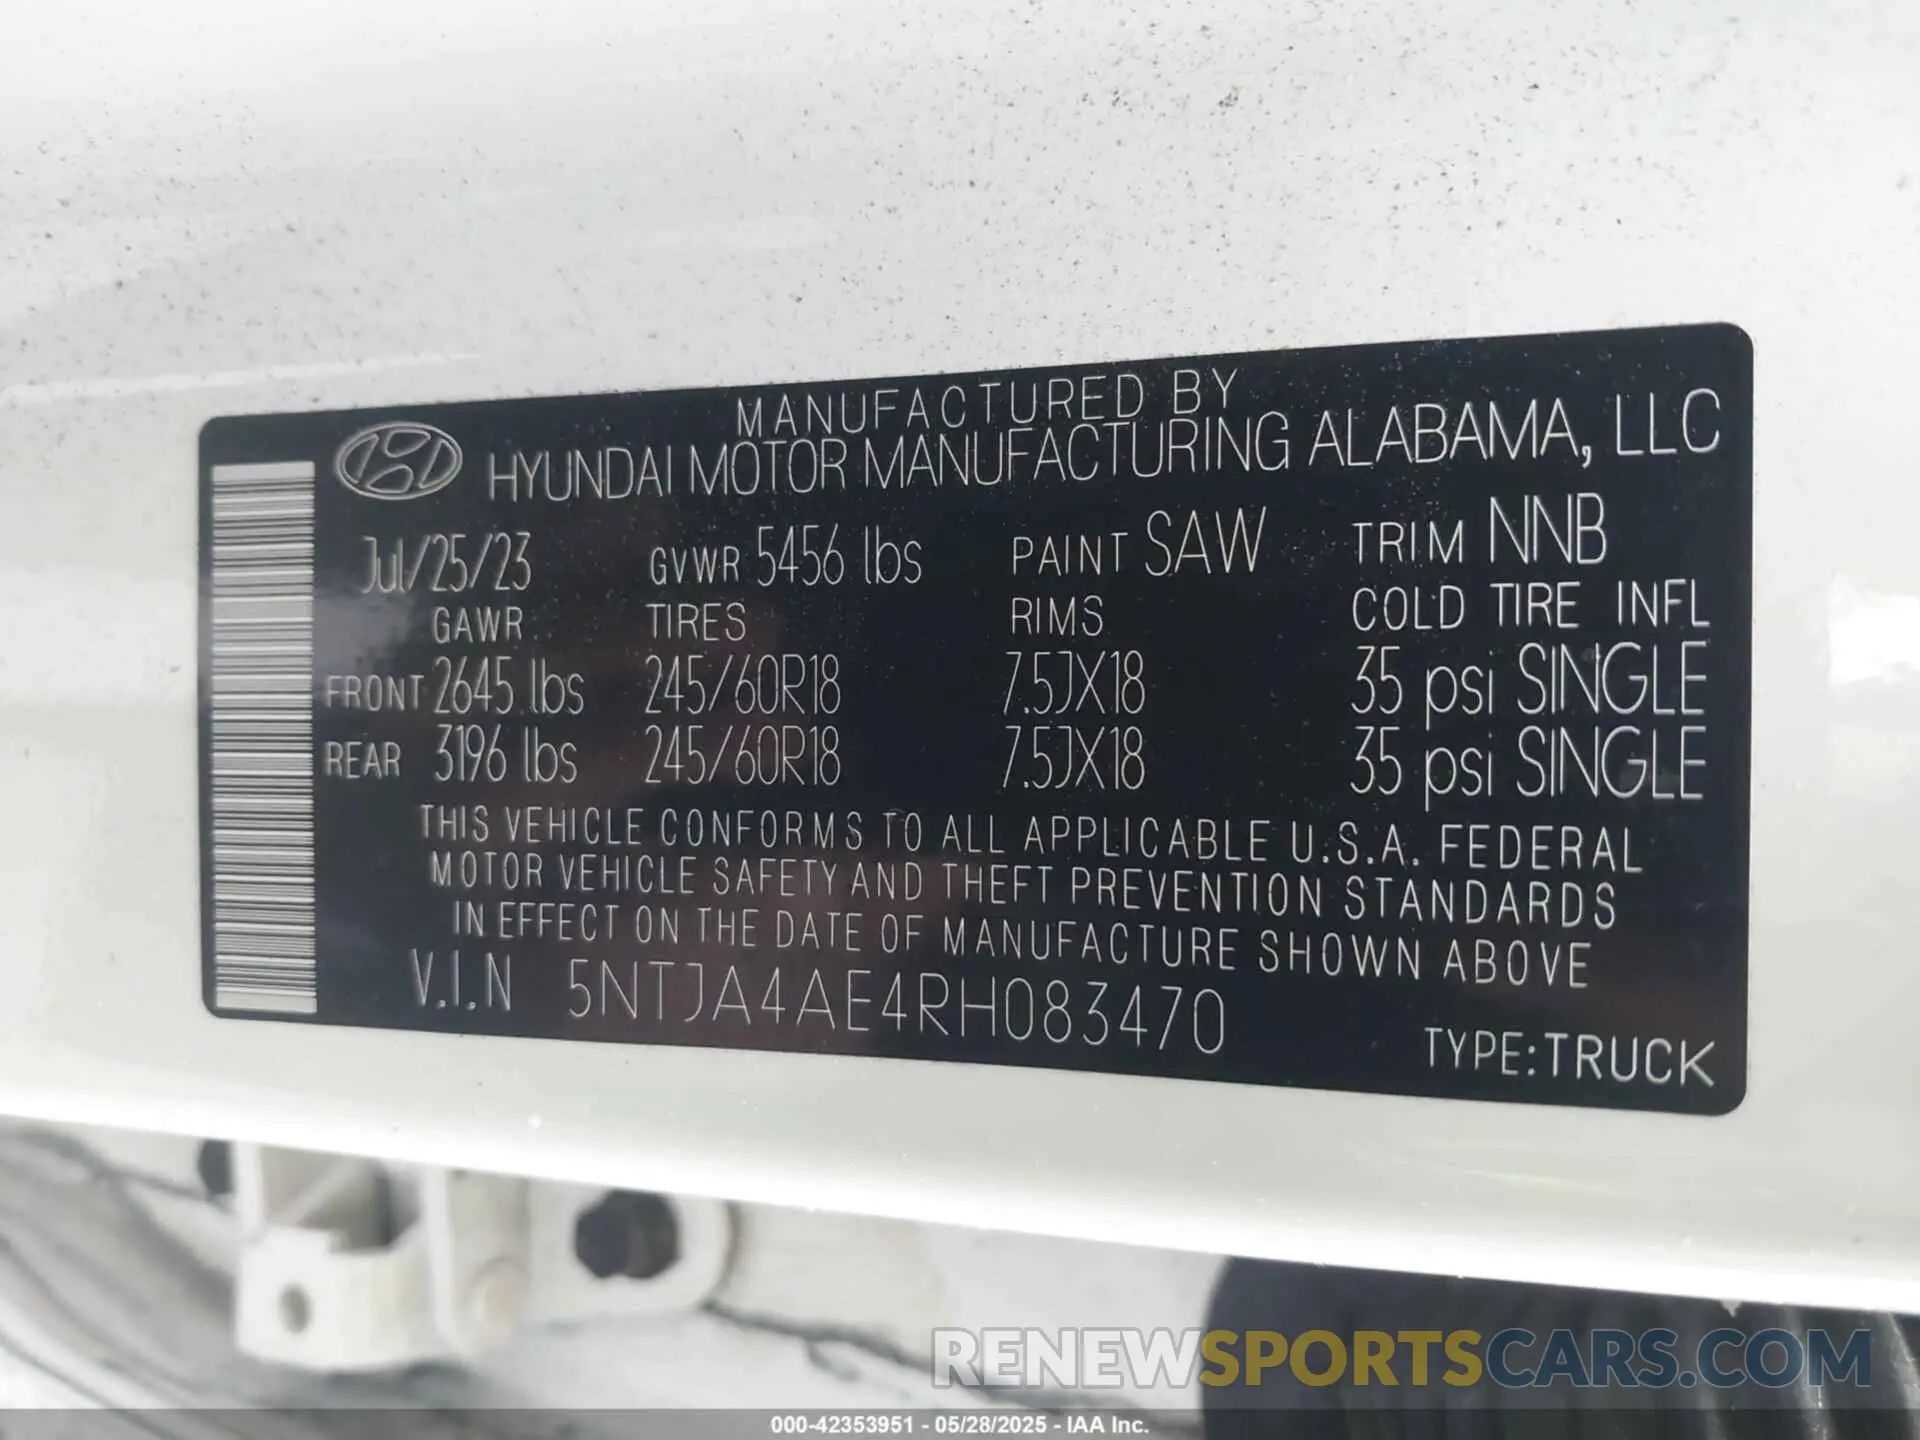 MANUFACTURED BY
HYUNDAI MOTOR MANUFACTURING ALABAMA, LLC
Jul/25/23 GVWR 5456 lbs PAINT SAW TRIM NNB
GAWR TIRES RIMS COLD TIRE INFL
FRONT 2645 lbs 245/60R18 7.5JX18 35 psi SINGLE
REAR 3196 lbs 245/60R18 7.5JX18 35 psi SINGLE
THIS VEHICLE CONFORMS TO ALL APPLICABLE U.S.A. FEDERAL
MOTOR VEHICLE SAFETY AND THEFT PREVENTION STANDARDS
IN EFFECT ON THE DATE OF MANUFACTURE SHOWN ABOVE
V.I.N 5NTJA4AE4RH083470
TYPE:TRUCK
RENEWSPORTSCARS.COM
000-42353951 - 05/28/2025 - IAA Inc.